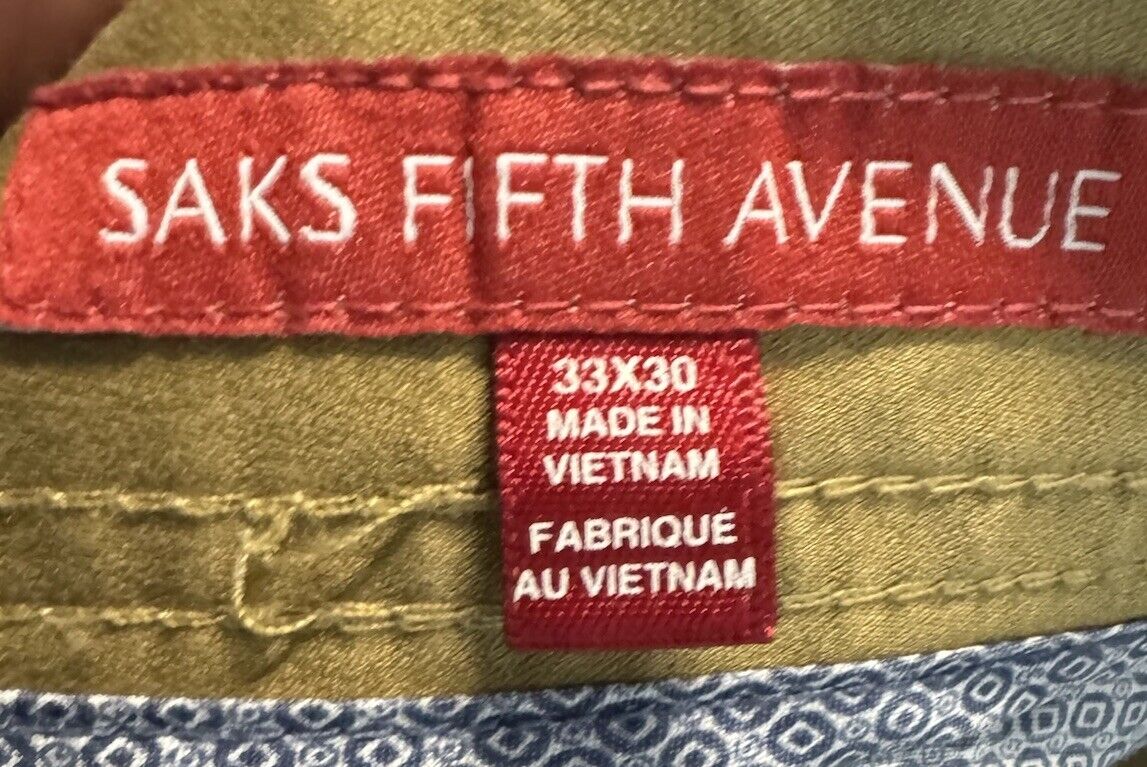 SAKS FIFTH AVENUE
33X30
MADE IN
VIETNAM
FABRIQUÉ
AU VIETNAM